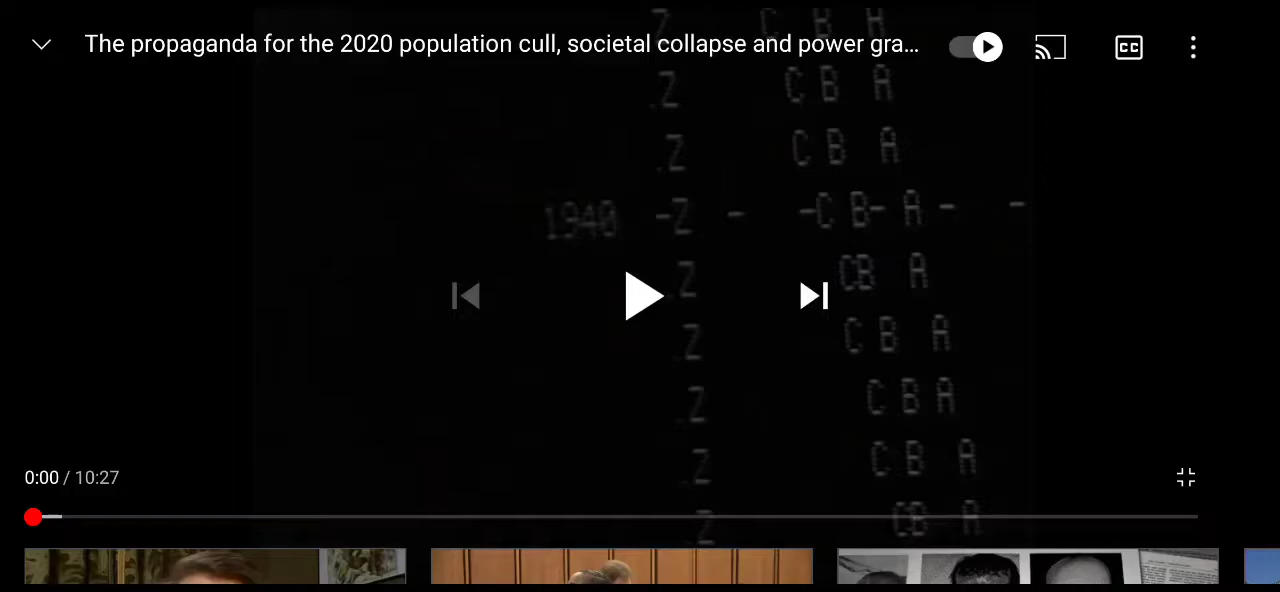 The propaganda for the 2020 population cull, societal collapse and power gra...
CC
Z C B A
.Z C B A
.Z C B A
1940 -Z - -C B- A - -
Z CB A
.Z C B A
.Z C B A
.Z C B A
.Z CB A
0:00 / 10:27